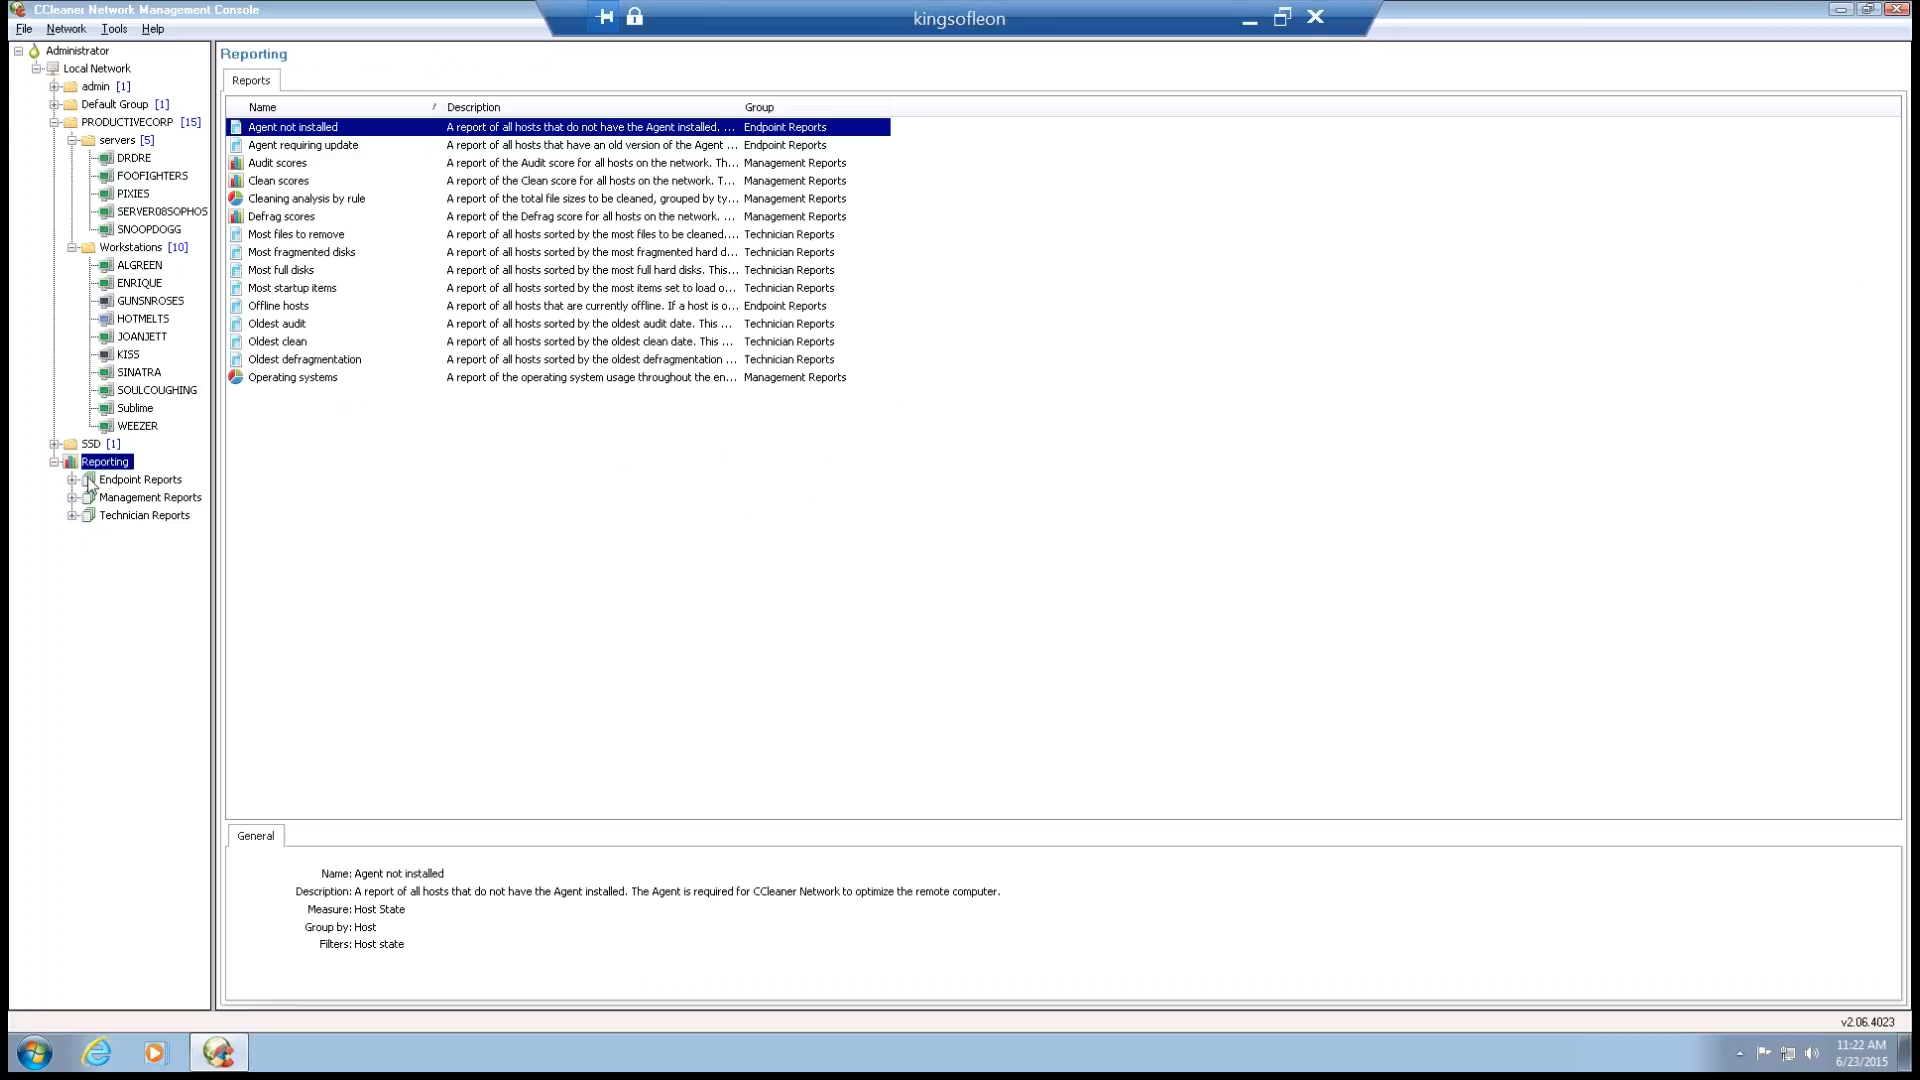 CCleaner Network Management Console
kingsofleon
File Network Tools Help
Administrator
Local Network
admin [1]
Default Group [1]
PRODUCTIVECORP [15]
servers [5]
DRDRE
FOOFIGHTERS
PIXIES
SERVER08SOPHOS
SNOOPDOGG
Workstations [10]
ALGREEN
ENRIQUE
GUNSNROSES
HOTMELTS
JOANJETT
KISS
SINATRA
SOULCOUGHING
Sublime
WEEZER
SSD [1]
Reporting
Endpoint Reports
Management Reports
Technician Reports
Reporting
Reports
Name Description Group
Agent not installed A report of all hosts that do not have the Agent installed. ... Endpoint Reports
Agent requiring update A report of all hosts that have an old version of the Agent ... Endpoint Reports
Audit scores A report of the Audit score for all hosts on the network. Th... Management Reports
Clean scores A report of the Clean score for all hosts on the network. T... Management Reports
Cleaning analysis by rule A report of the total file sizes to be cleaned, grouped by ty... Management Reports
Defrag scores A report of the Defrag score for all hosts on the network. ... Management Reports
Most files to remove A report of all hosts sorted by the most files to be cleaned.... Technician Reports
Most fragmented disks A report of all hosts sorted by the most fragmented hard d... Technician Reports
Most full disks A report of all hosts sorted by the most full hard disks. This... Technician Reports
Most startup items A report of all hosts sorted by the most items set to load o... Technician Reports
Offline hosts A report of all hosts that are currently offline. If a host is o... Endpoint Reports
Oldest audit A report of all hosts sorted by the oldest audit date. This ... Technician Reports
Oldest clean A report of all hosts sorted by the oldest clean date. This ... Technician Reports
Oldest defragmentation A report of all hosts sorted by the oldest defragmentation ... Technician Reports
Operating systems A report of the operating system usage throughout the en... Management Reports
General
Name: Agent not installed
Description: A report of all hosts that do not have the Agent installed. The Agent is required for CCleaner Network to optimize the remote computer.
Measure: Host State
Group by: Host
Filters: Host state
v2.06.4023
11:22 AM
6/23/2015